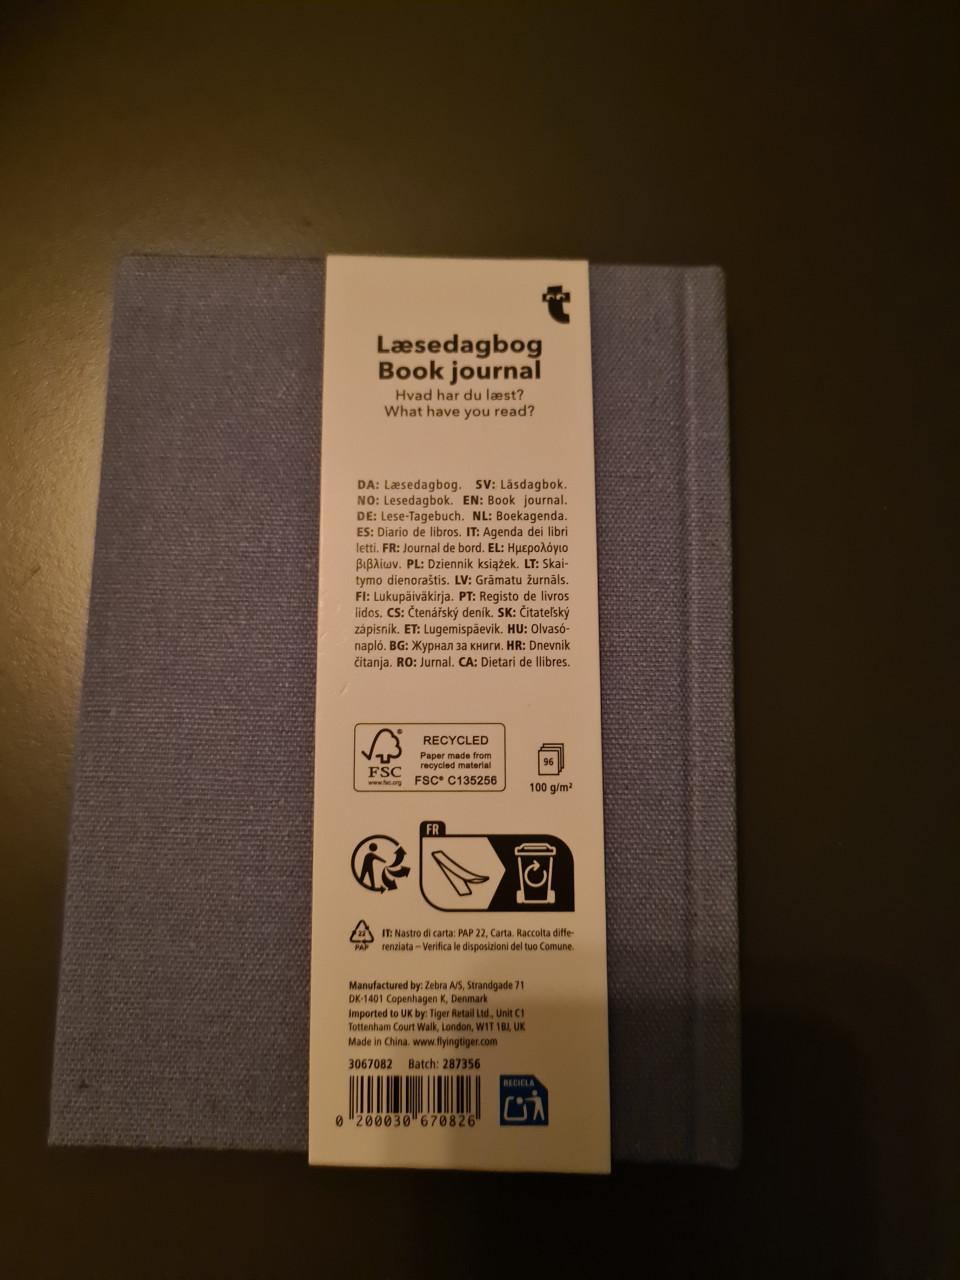 Læsedagbog
Book journal
Hvad har du læst?
What have you read?
DA: Læsedagbog. SV: Läsdagbok.
NO: Lesedagbok. EN: Book journal.
DE: Lese-Tagebuch. NL: Boekagenda.
ES: Diario de libros. IT: Agenda dei libri
letti. FR: Journal de bord. EL: Ημερολόγιο
βιβλίων. PL: Dziennik książek. LT: Skai-
tymo dienoraštis. LV: Grāmatu žurnāls.
FI: Lukupäiväkirja. PT: Registo de livros
lidos. CS: Čtenářský deník. SK: Čitateľský
zápisník. ET: Lugemispäevik. HU: Olvasó-
napló. BG: Журнал за книги. HR: Dnevnik
čitanja. RO: Jurnal. CA: Dietari de llibres.
RECYCLED
Paper made from
recycled material
FSC® C135256
FSC
www.fsc.org
96
100 g/m²
FR
22
PAP
IT: Nastro di carta: PAP 22, Carta. Raccolta diffe-
renziata – Verifica le disposizioni del tuo Comune.
Manufactured by: Zebra A/S, Strandgade 71
DK-1401 Copenhagen K, Denmark
Imported to UK by: Tiger Retail Ltd., Unit C1
Tottenham Court Walk, London, W1T 1BJ, UK
Made in China. www.flyingtiger.com
3067082 Batch: 287356
0 200030 670826
RECICLA